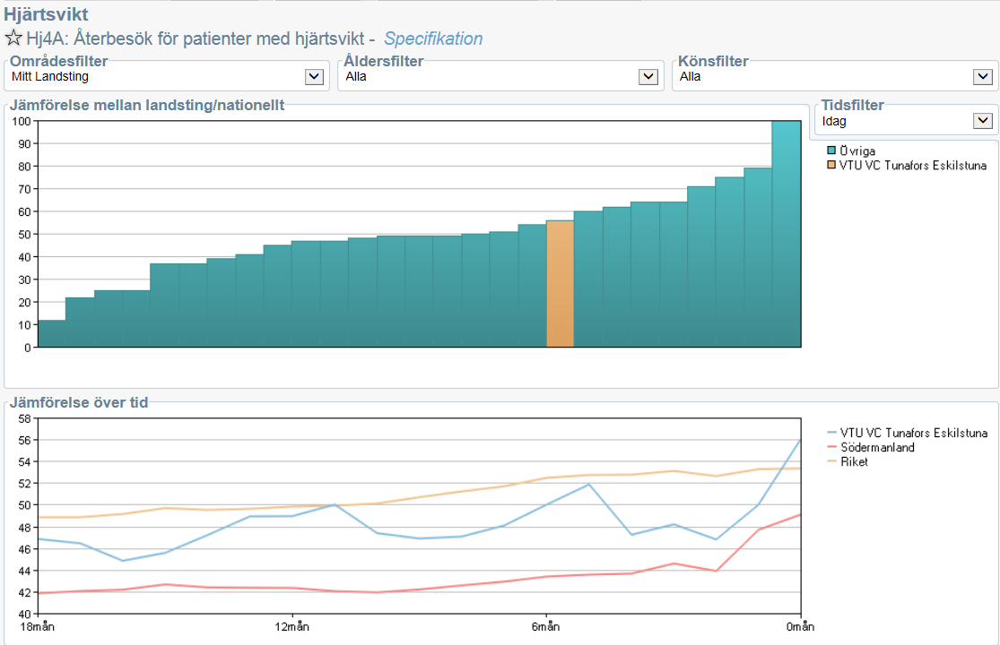 Hjärtsvikt
Hj4A: Återbesök för patienter med hjärtsvikt - Specifikation
Områdesfilter
Mitt Landsting
Åldersfilter
Alla
Könsfilter
Alla
Jämförelse mellan landsting/nationellt
Tidsfilter
Idag
100
90
80
70
60
50
40
30
20
10
0
Övriga
VTU VC Tunafors Eskilstuna
Jämförelse över tid
58
56
54
52
50
48
46
44
42
40
18mån 12mån 6mån 0mån
VTU VC Tunafors Eskilstuna
Södermanland
Riket